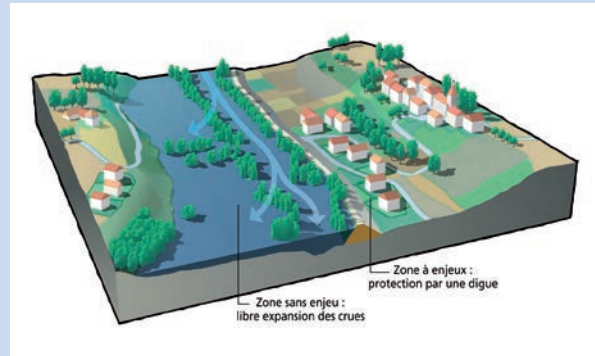 Zone à enjeux :
protection par une digue
Zone sans enjeu :
libre expansion des crues